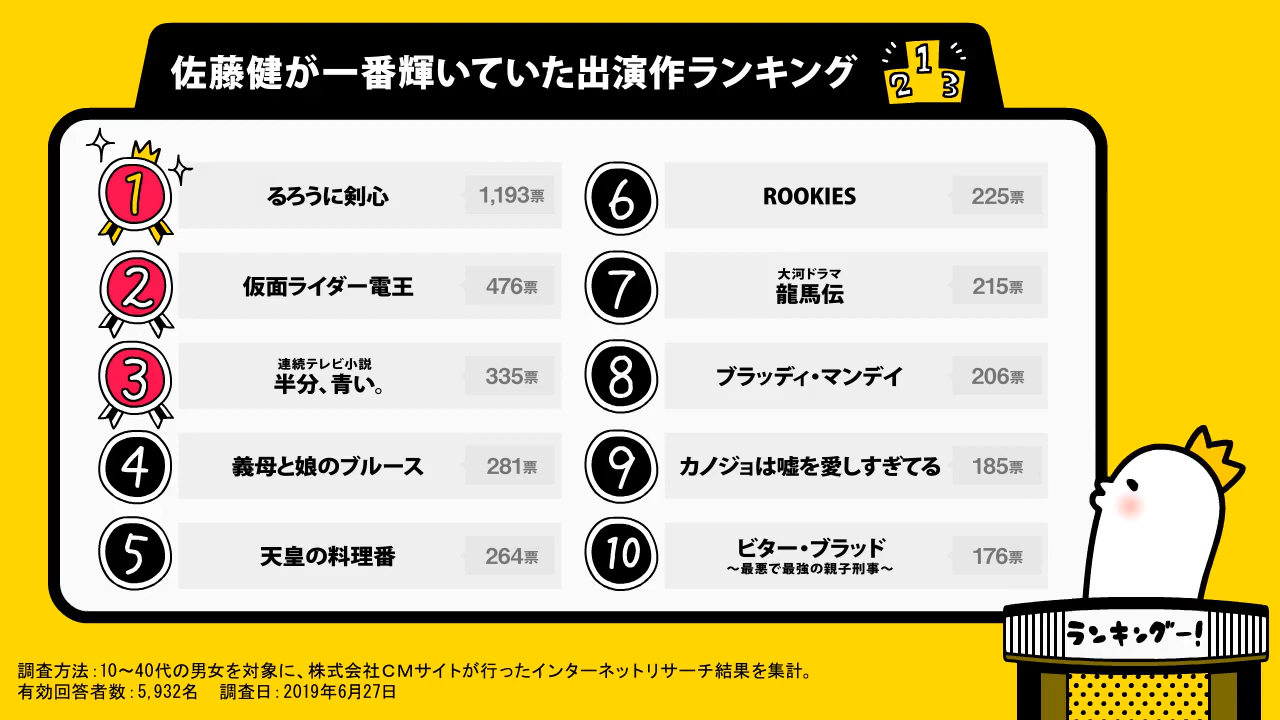 佐藤健が一番輝いていた出演作ランキング
1
2
3
1
るろうに剣心
1,193票
2
仮面ライダー電王
476票
3
連続テレビ小説
半分、青い。
335票
4
義母と娘のブルース
281票
5
天皇の料理番
264票
6
ROOKIES
225票
7
大河ドラマ
龍馬伝
215票
8
ブラッディ・マンデイ
206票
9
カノジョは嘘を愛しすぎてる
185票
10
ビター・ブラッド
～最悪で最強の親子刑事～
176票
ランキングー!
調査方法：10～40代の男女を対象に、株式会社CMサイトが行ったインターネットリサーチ結果を集計。
有効回答者数：5,932名　調査日：2019年6月27日